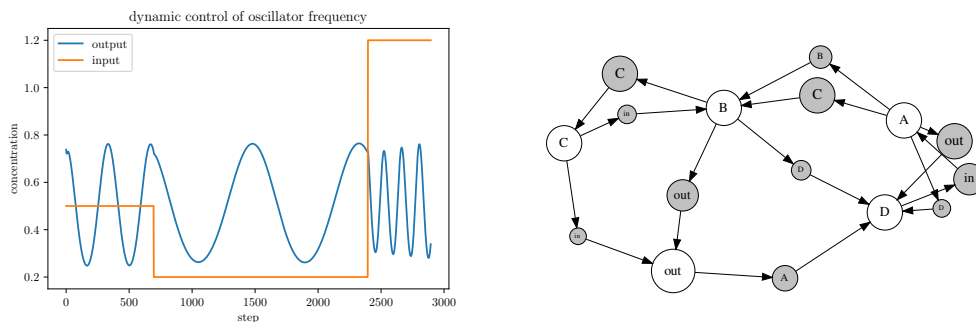 dynamic control of oscillator frequency
output
input
concentration
1.2
1.0
0.8
0.6
0.4
0.2
0
500
1000
1500
2000
2500
3000
step
B
C
C
B
in
A
out
C
in
D
out
D
D
in
out
A